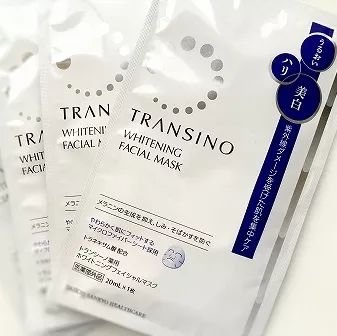 うるおい
ハリ
美白
紫外線ダメージを受けた肌を集中ケア
TRANSINO
WHITENING
FACIAL MASK
メラニンの生成を抑え、しみ・そばかすを防ぐ
やわらかく肌にフィットする
マイクロファイバーシート採用
トラネキサム酸配合
トランシーノ薬用
ホワイトニングフェイシャルマスク
医薬部外品
20mL×1枚
DAIICHI SANKYO HEALTHCARE
TRANSINO
WHITENING
FACIAL M